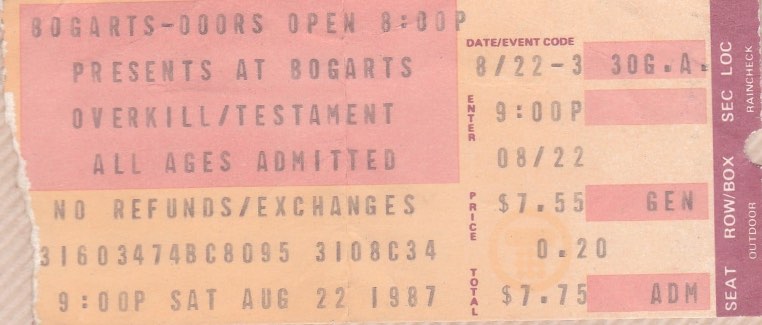 BOGARTS-DOORS OPEN 8:00P
PRESENTS AT BOGARTS
OVERKILL/TESTAMENT
ALL AGES ADMITTED
NO REFUNDS/EXCHANGES
31603474BC8095 3108C34
9:00P SAT AUG 22 1987
DATE/EVENT CODE
8/22-3 30G.A.
ENTER
9:00P
08/22
PRICE
$7.55 GEN
0.20
TOTAL
$7.75 ADM
SEAT ROW/BOX SEC LOC
OUTDOOR RAINCHECK